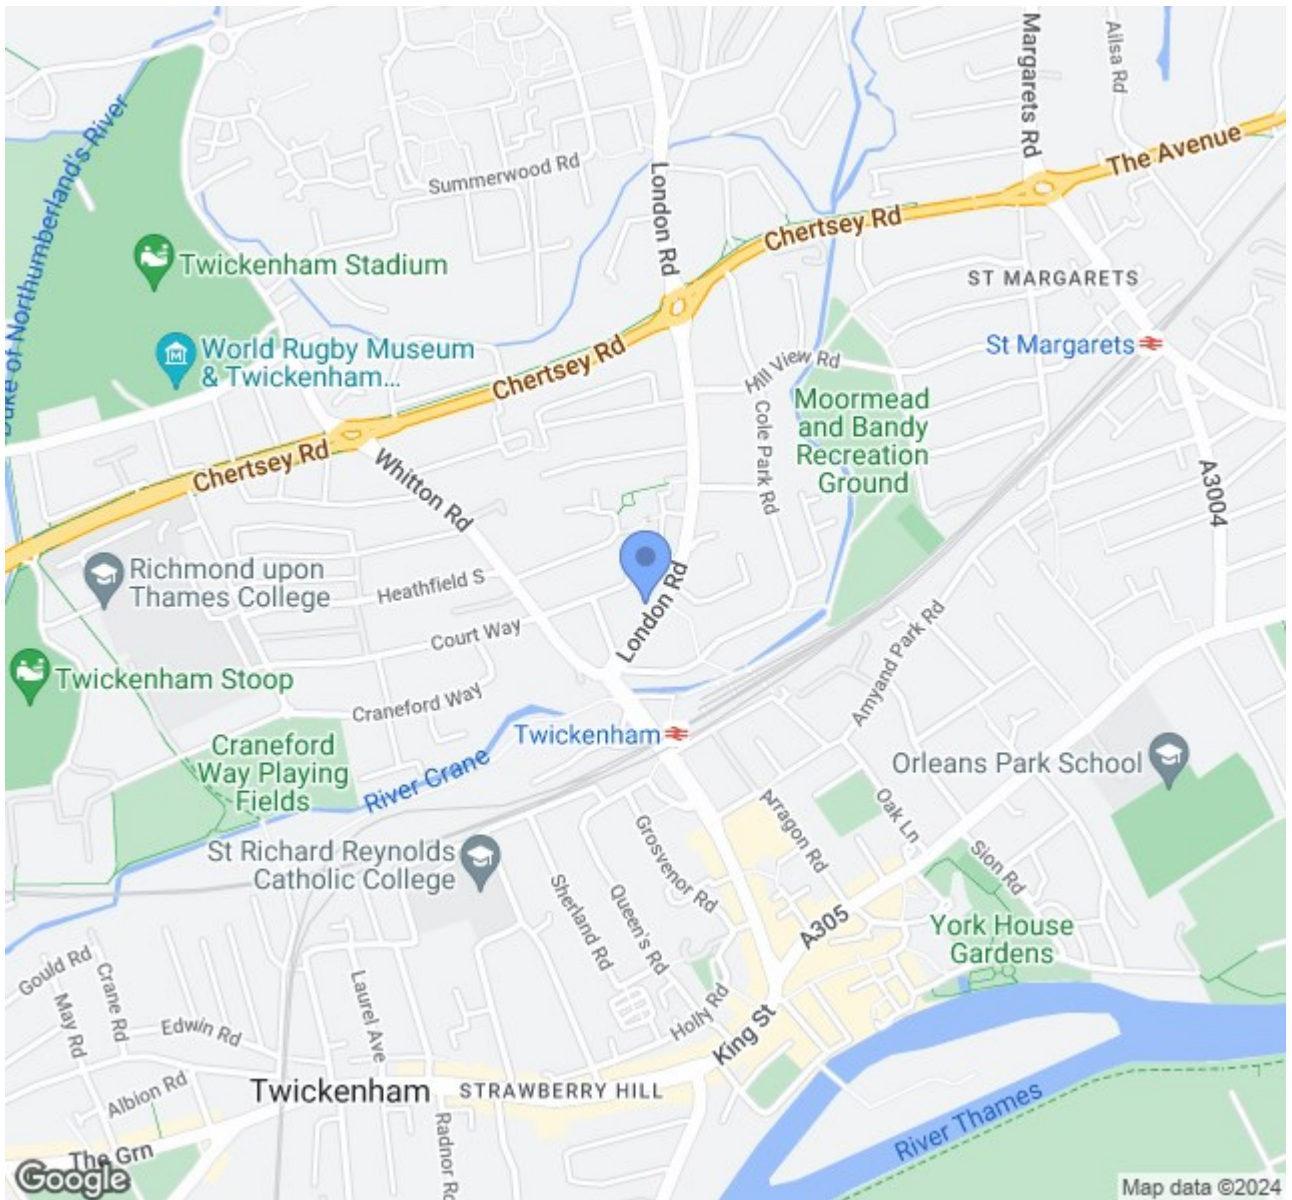 Margarets Rd
Ailsa Rd
Duke of Northumberland's River
Summerwood Rd
London Rd
The Avenue
Chertsey Rd
Twickenham Stadium
ST MARGARETS
World Rugby Museum
& Twickenham...
Chertsey Rd
St Margarets
Hill View Rd
Cole Park Rd
Moormead
and Bandy
Recreation
Ground
Chertsey Rd
Whitton Rd
A3004
Richmond upon
Thames College
Heathfield S
London Rd
Court Way
Amyand Park Rd
Twickenham Stoop
Craneford Way
Twickenham
Craneford
Way Playing
Fields
River Crane
Orleans Park School
Arragon Rd
Oak Ln
Grosvenor Rd
St Richard Reynolds
Catholic College
Sion Rd
Sherland Rd
Queen's Rd
A305
York House
Gardens
Gould Rd
Crane Rd
May Rd
Laurel Ave
Edwin Rd
Holly Rd
King St
Albion Rd
Twickenham
STRAWBERRY HILL
River Thames
Radnor Rd
The Grn
Google
Map data ©2024